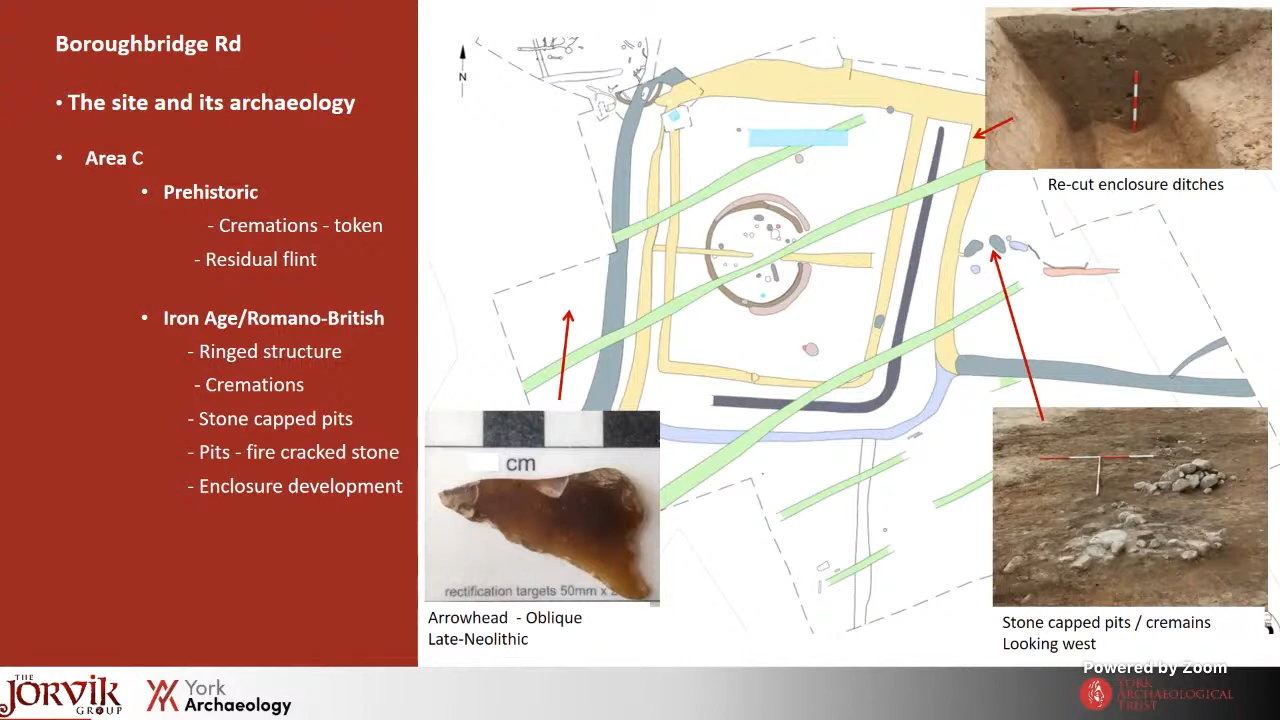 Boroughbridge Rd
• The site and its archaeology
• Area C
• Prehistoric
- Cremations - token
- Residual flint
• Iron Age/Romano-British
- Ringed structure
- Cremations
- Stone capped pits
- Pits - fire cracked stone
- Enclosure development
N
Re-cut enclosure ditches
cm
rectification targets 50mm x
Arrowhead - Oblique
Late-Neolithic
Stone capped pits / cremains
Looking west
Powered by Zoom
THE
JORVIK
GROUP
York
Archaeology
YORK
ARCHAEOLOGICAL
TRUST